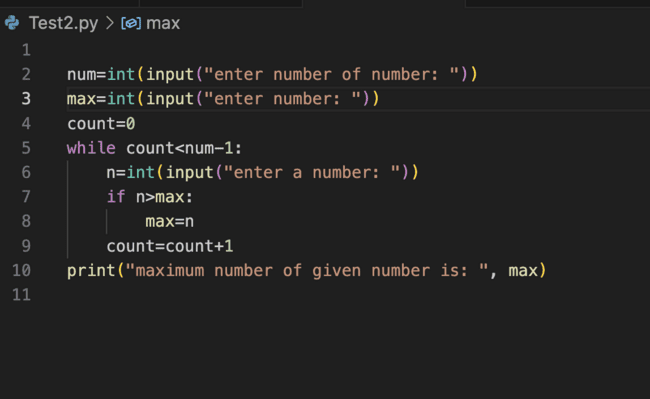 Test2.py > max
1
2 num=int(input("enter number of number: "))
3 max=int(input("enter number: "))
4 count=0
5 while count<num-1:
6     n=int(input("enter a number: "))
7     if n>max:
8         max=n
9     count=count+1
10 print("maximum number of given number is: ", max)
11